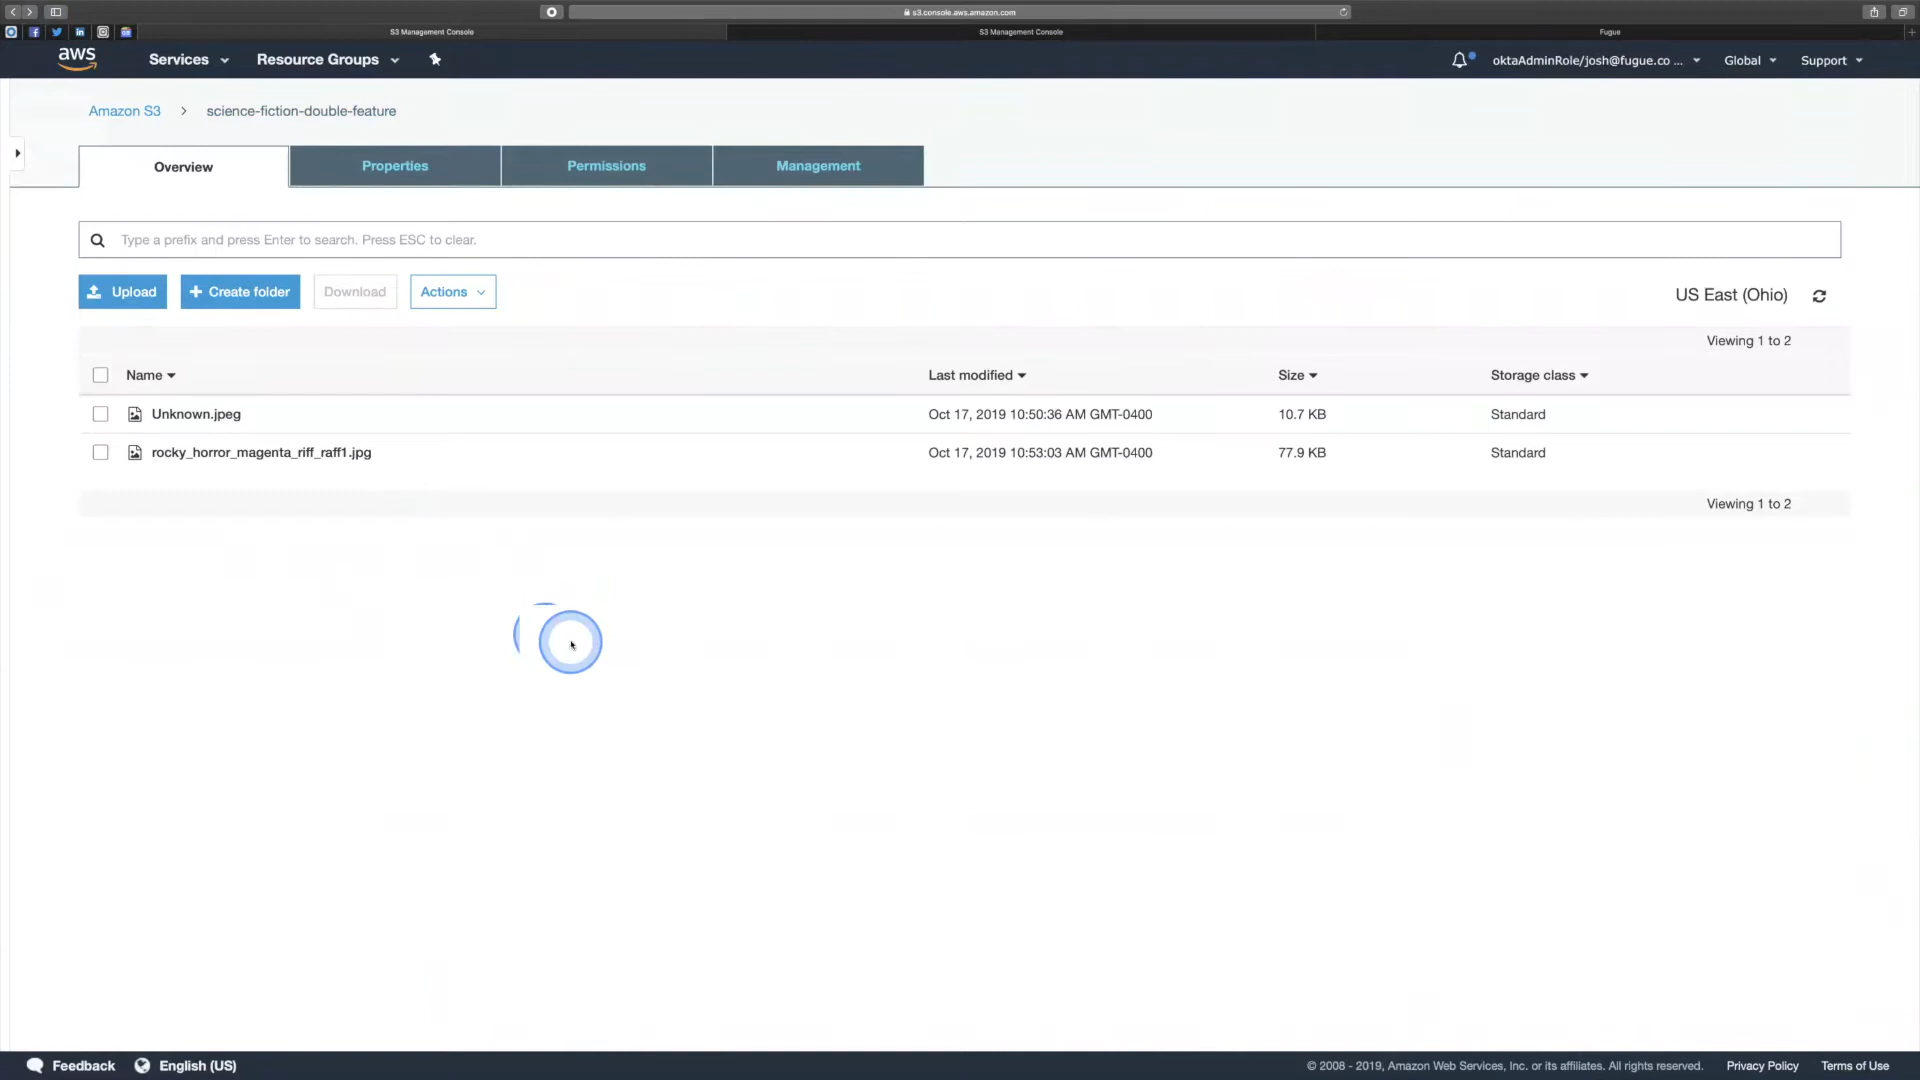 s3.console.aws.amazon.com
S3 Management Console
S3 Management Console
Fugue
aws
Services
Resource Groups
oktaAdminRole/josh@fugue.co ...
Global
Support
Amazon S3 > science-fiction-double-feature
Overview
Properties
Permissions
Management
Type a prefix and press Enter to search. Press ESC to clear.
Upload
+ Create folder
Download
Actions
US East (Ohio)
Viewing 1 to 2
Name
Last modified
Size
Storage class
Unknown.jpeg
Oct 17, 2019 10:50:36 AM GMT-0400
10.7 KB
Standard
rocky_horror_magenta_riff_raff1.jpg
Oct 17, 2019 10:53:03 AM GMT-0400
77.9 KB
Standard
Viewing 1 to 2
Feedback
English (US)
© 2008 - 2019, Amazon Web Services, Inc. or its affiliates. All rights reserved.
Privacy Policy
Terms of Use